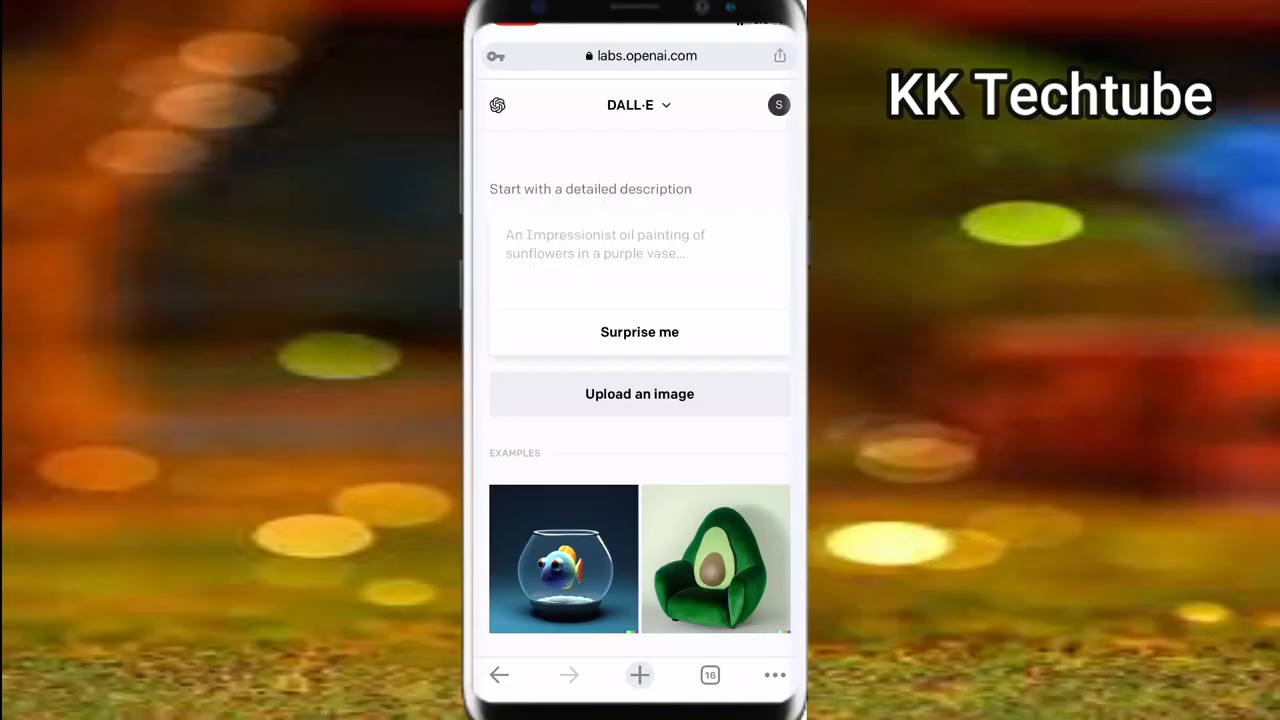 labs.openai.com
KK Techtube
DALL·E
S
Start with a detailed description
An Impressionist oil painting of
sunflowers in a purple vase...
Surprise me
Upload an image
EXAMPLES
16